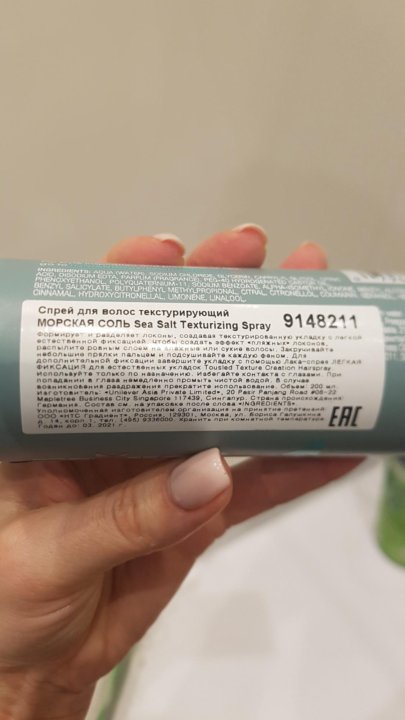 INGREDIENTS: AQUA (WATER), SODIUM CHLORIDE, GLYCERIN,
ACID, DISODIUM EDTA, PARFUM (FRAGRANCE), PEG-40 HYDROGENATED
PHENOXYETHANOL, POLYQUATERNIUM-11, SODIUM BENZOATE, ALPHA-ISOMETHYL IONONE,
BENZYL SALICYLATE, BUTYLPHENYL METHYLPROPIONAL, CITRAL, CITRONELLOL, COUMARIN,
CINNAMAL, HYDROXYCITRONELLAL, LIMONENE, LINALOOL.
Спрей для волос текстурирующий
МОРСКАЯ СОЛЬ Sea Salt Texturizing Spray 9148211
Формирует и разделяет локоны, создавая текстурированную укладку с легкой
естественной фиксацией, чтобы создать эффект «пляжных» локонов,
распылите ровным слоем на влажные или сухие волосы. Закручивайте
небольшие прялки пальцем и подсушивайте каждую феном. Для
дополнительной фиксации завершите укладку с помощью Лака-спрея ЛЕГКАЯ
ФИКСАЦИЯ для естественных укладок Tousled Texture Creation Hairspray
Используйте только по назначению. Избегайте контакта с глазами. При
попадании в глаза немедленно промыть чистой водой. В случае
возникновения раздражения прекратите использование. Объем: 200 мл.
Изготовитель: «Unilever Asia Private Limited», 20 Pasir Panjang Road #06-22
Mapletree Business City Singapore 117439, Сингапур. Страна происхождения:
Германия. Состав см. на упаковке после слова «INGREDIENTS».
Уполномоченная изготовителем организация на принятие претензий
ООО «НТС Градиент», Россия, 129301, Москва, ул. Бориса Галушкина
д. 14, корп. 1, тел. (495) Хранить при комнатной температуре
Годен до: 03. 2021 г.
EAC